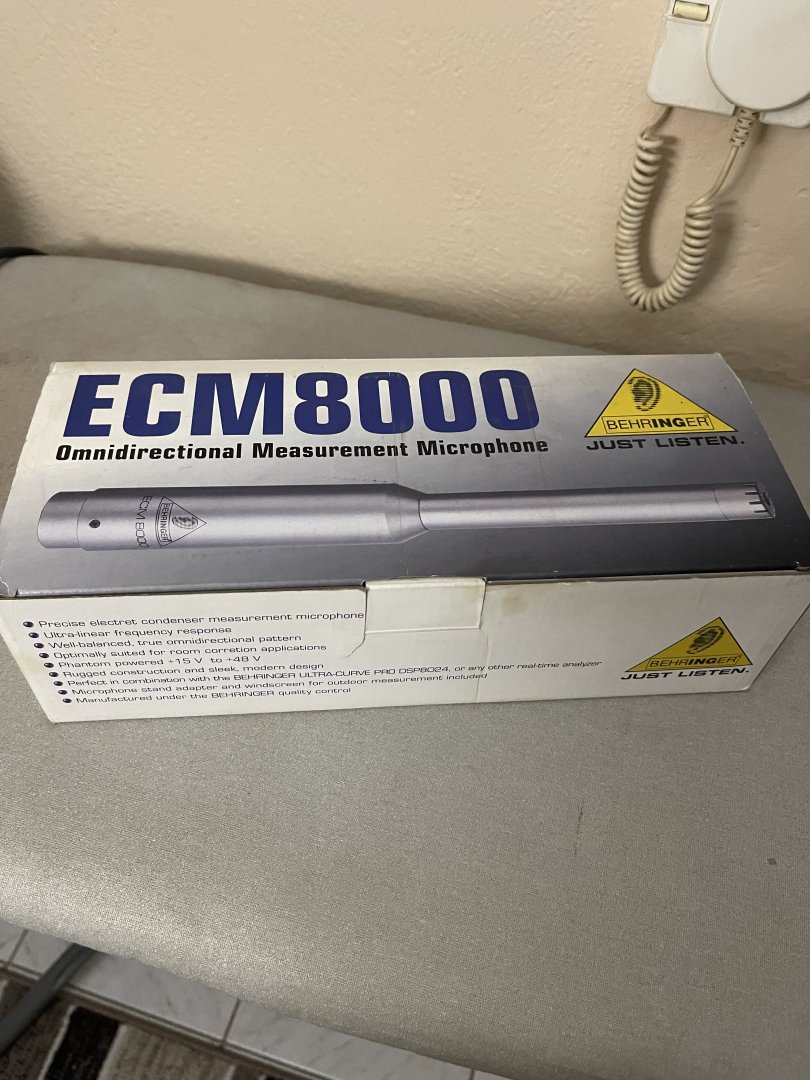 ECM8000
Omnidirectional Measurement Microphone
BEHRINGER
JUST LISTEN.
ECM 8000
BEHRINGER
Precise electret condenser measurement microphone
Ultra-linear frequency response
Well-balanced, true omnidirectional pattern
Optimally suited for room corretion applications
Phantom powered +15 V to +48 V
Rugged construction and sleek, modern design
Perfect in combination with the BEHRINGER ULTRA-CURVE PRO DSP8024, or any other real-time analyzer
Microphone stand adapter and windscreen for outdoor measurement included
Manufactured under the BEHRINGER quality control
BEHRINGER
JUST LISTEN.